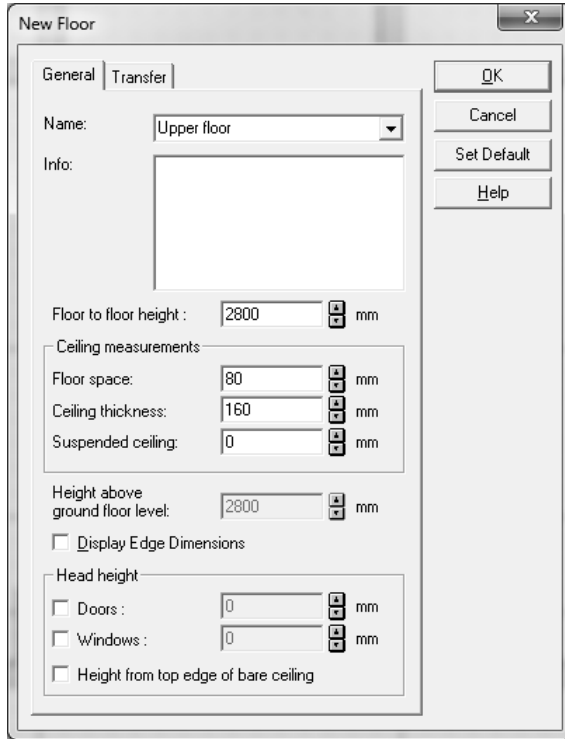 New Floor
x
General Transfer
OK
Name: Upper floor
Cancel
Info:
Set Default
Help
Floor to floor height : 2800 mm
Ceiling measurements
Floor space: 80 mm
Ceiling thickness: 160 mm
Suspended ceiling: 0 mm
Height above
ground floor level: 2800 mm
Display Edge Dimensions
Head height
Doors : 0 mm
Windows : 0 mm
Height from top edge of bare ceiling